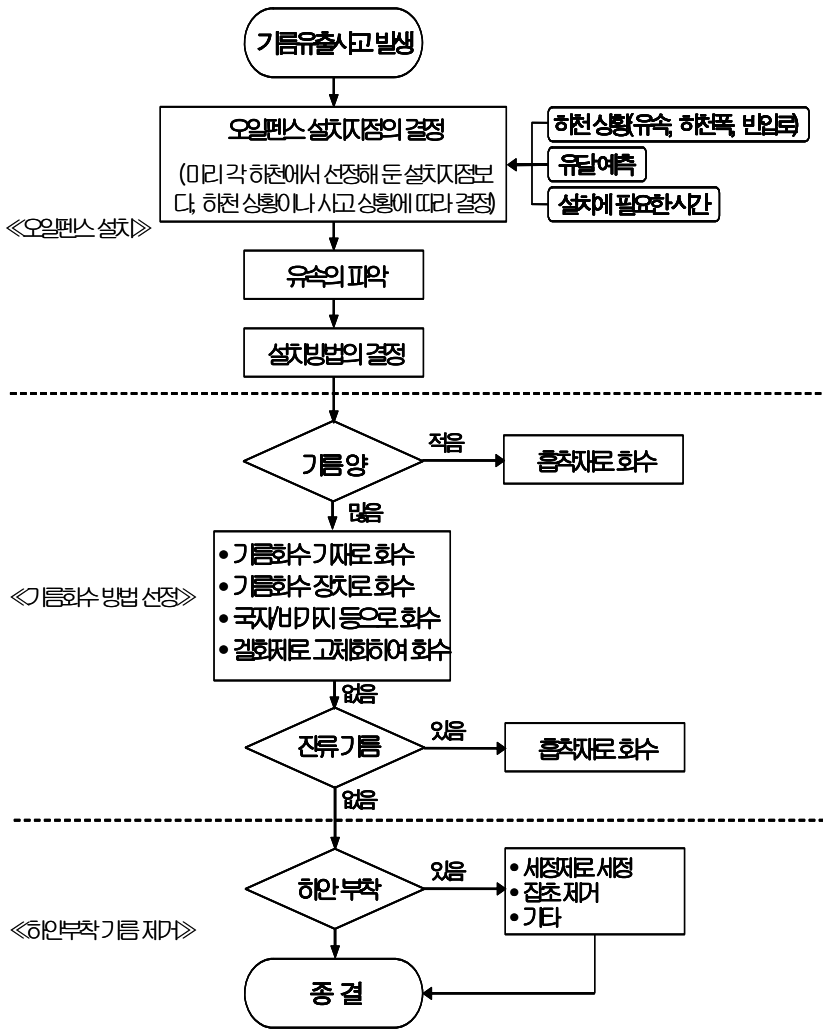 기름유출사고 발생
오일펜스 설치지점의 결정
(미리 각 하천에서 선정해 둔 설치지점보
다, 하천 상황이나 사고 상황에 따라 결정)
하천 상황(유속, 하천폭, 반입로)
유달 예측
설치에 필요한 시간
≪오일펜스 설치≫
유속의 파악
설치방법의 결정
기름 양
적음
흡착재로 회수
많음
≪기름회수 방법 선정≫
• 기름회수 기재로 회수
• 기름회수 장치로 회수
• 국자/바가지 등으로 회수
• 겔화제로 고체화하여 회수
없음
잔류 기름
있음
흡착재로 회수
없음
하안 부착
있음
• 세정제로 세정
• 잡초 제거
• 기타
≪하안부착 기름 제거≫
종 결